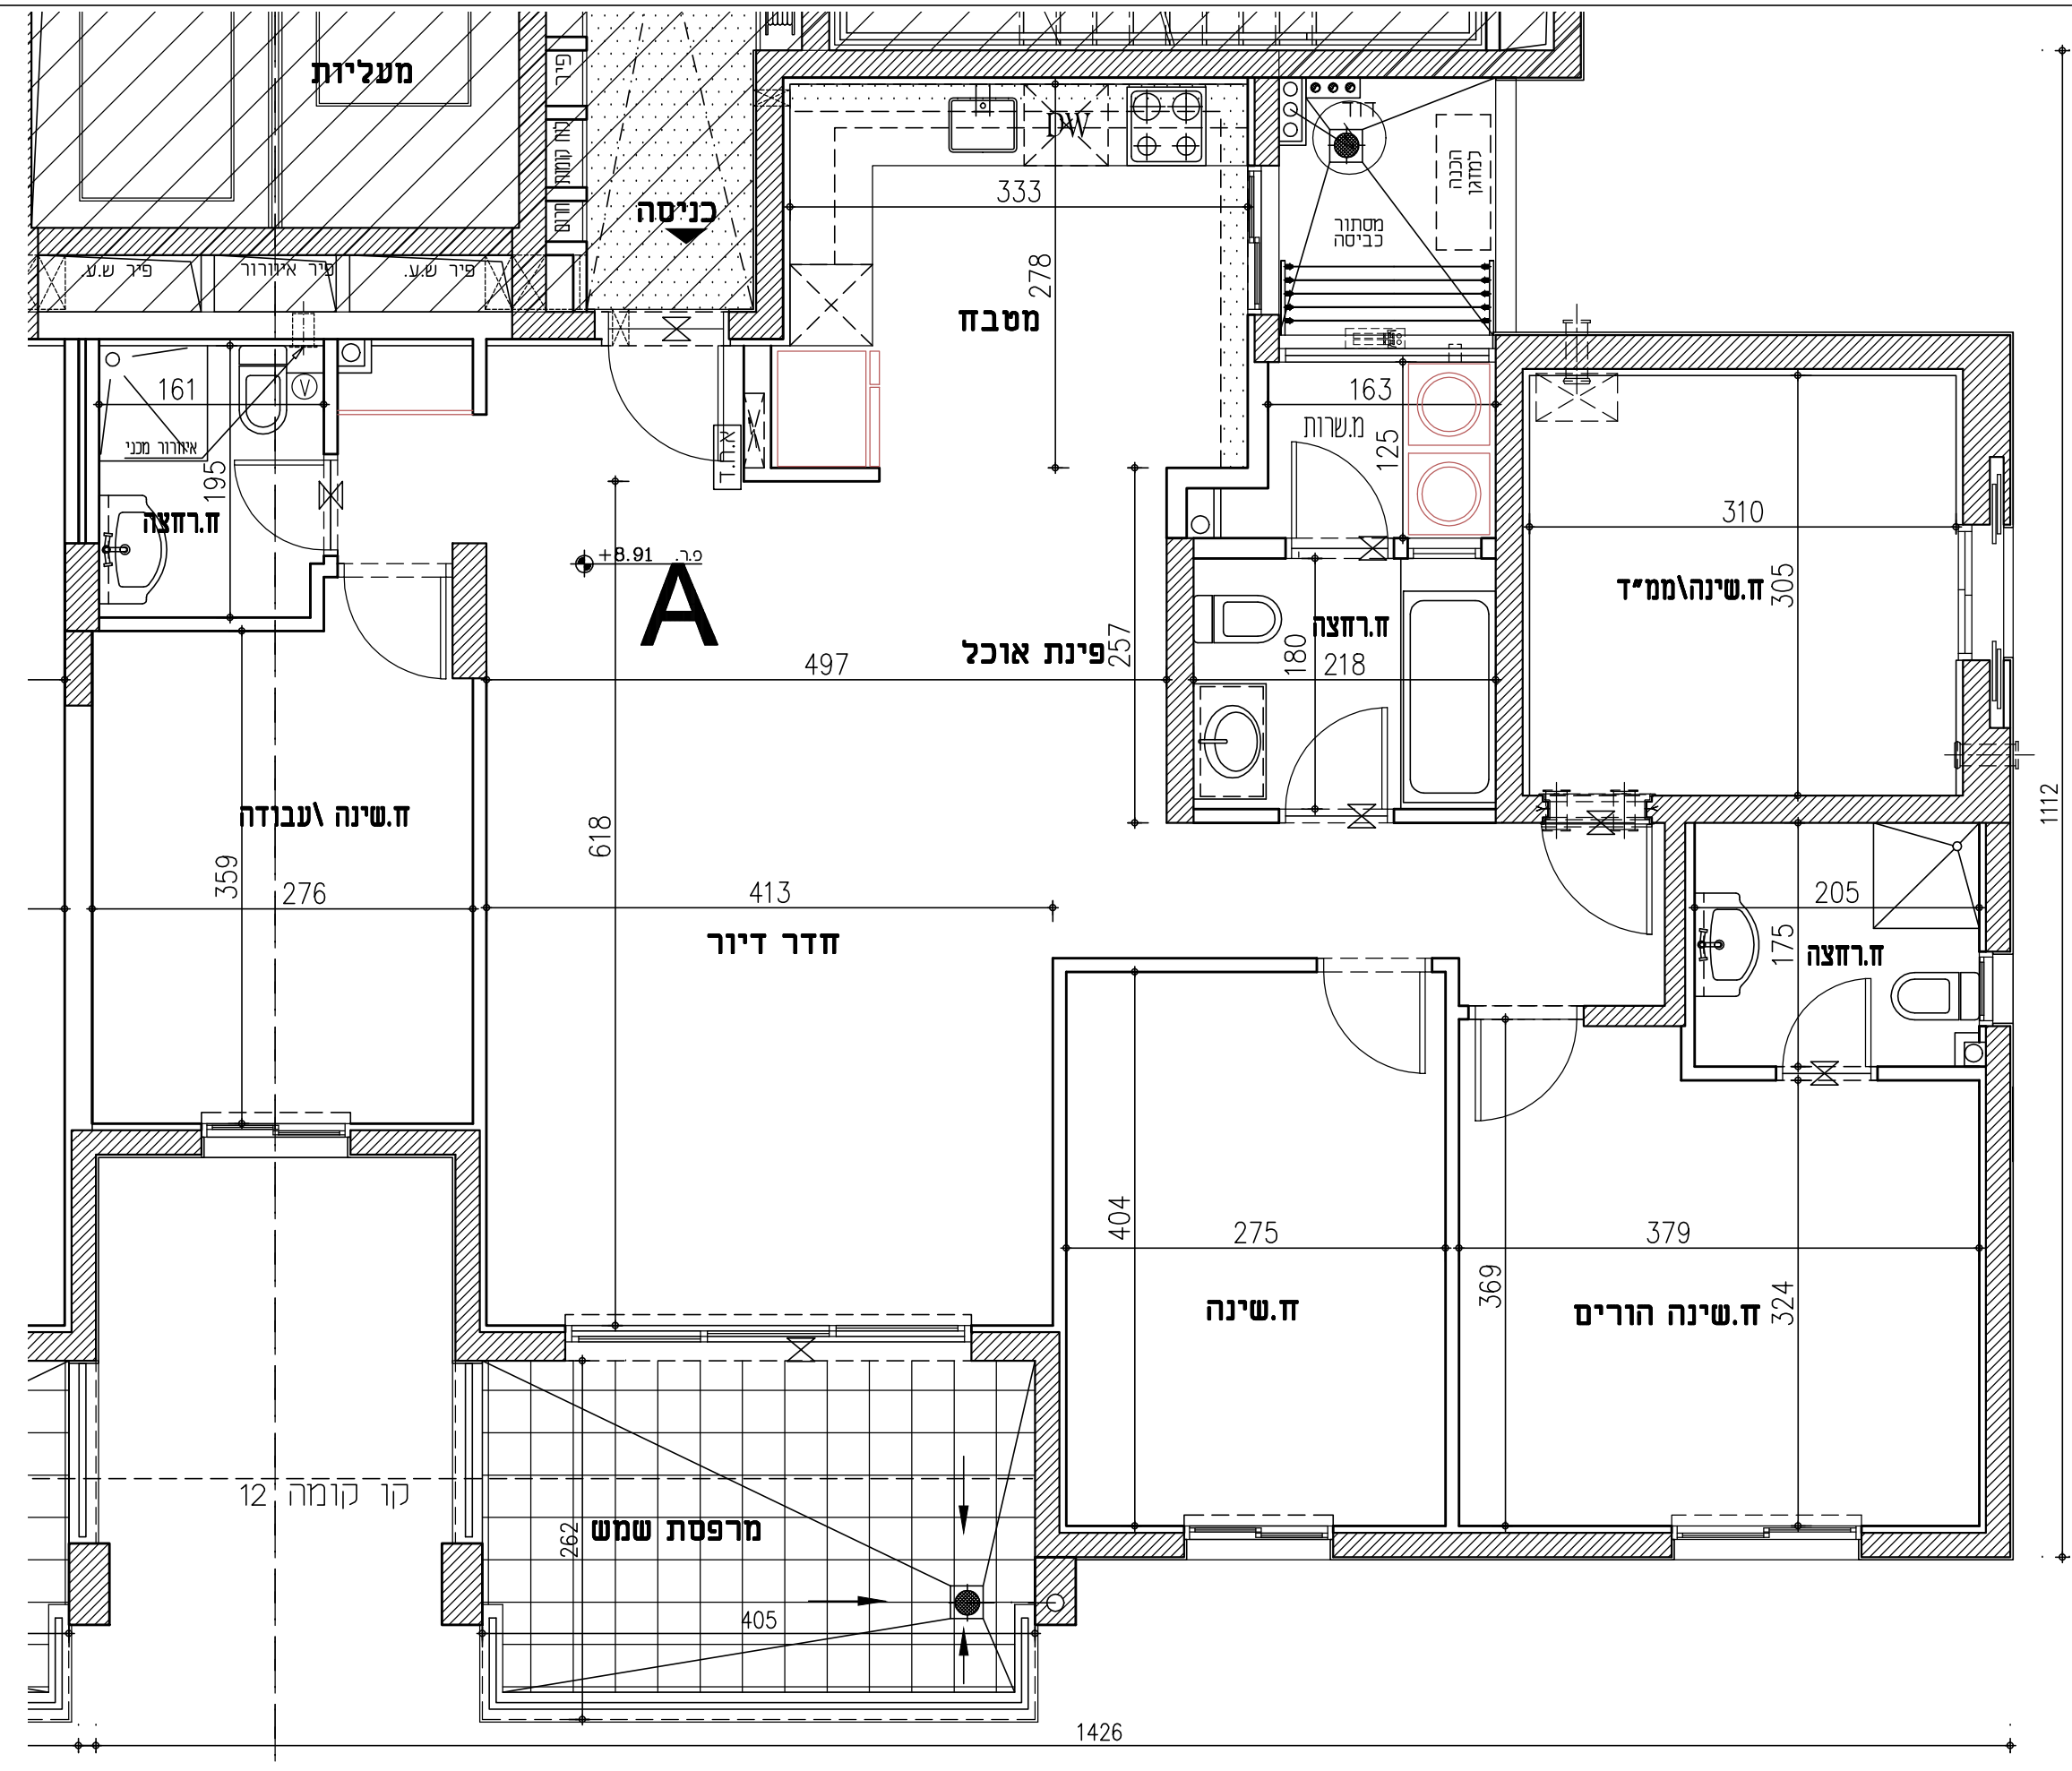 מעליות
פיר
לוח קומתי
חרום
כניסה
פיר ש.ע.
פיר איוורור
פיר ש.ע.
DW
333
278
מטבח
דוד
הכנה
למזגן
מסתור
כביסה
161
V
איוורור מכני
195
ח.רחצה
א.ת.ד
163
מ.שרות
125
310
305
ח.שינה\ממ״ד
+8.91
פ.ר.
A
פינת אוכל
497
257
ח.רחצה
180
218
1112
ח.שינה \עבודה
359
276
618
413
חדר דיור
205
175
ח.רחצה
404
275
ח.שינה
369
379
324
ח.שינה הורים
קו קומה 12
מרפסת שמש
262
405
1426